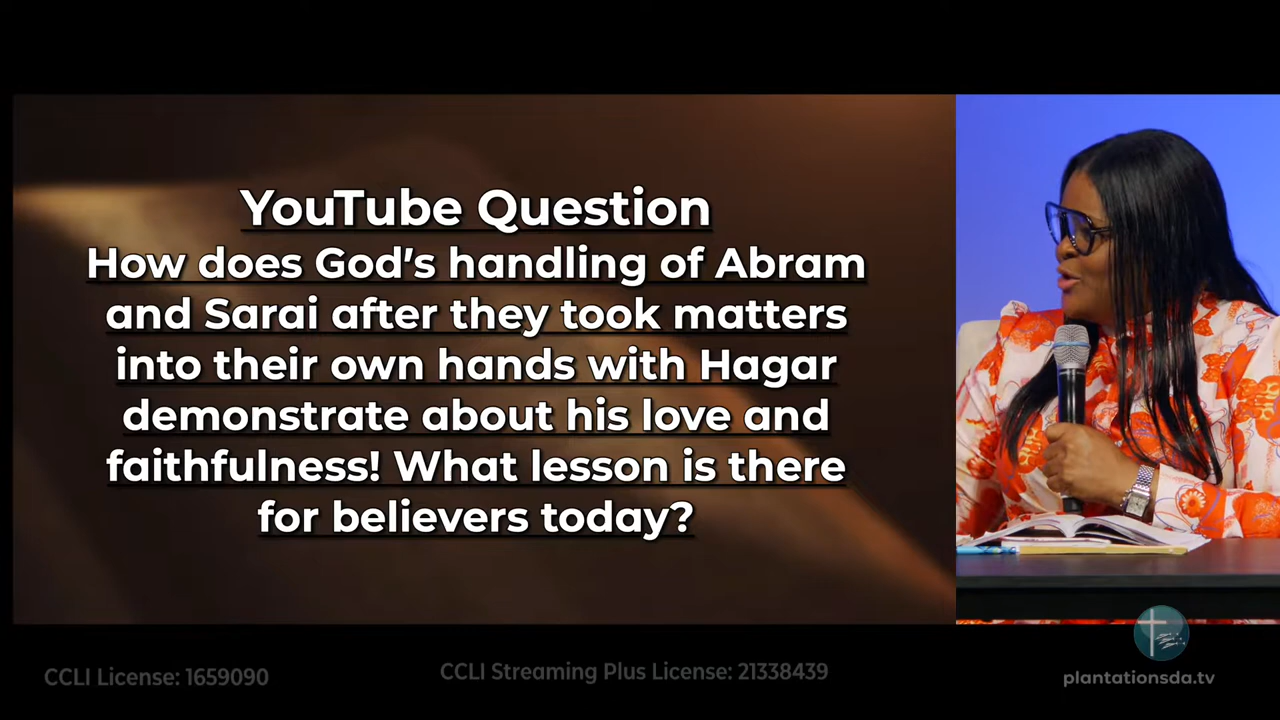 YouTube Question
How does God's handling of Abram
and Sarai after they took matters
into their own hands with Hagar
demonstrate about his love and
faithfulness! What lesson is there
for believers today?
CCLI License: 1659090
CCLI Streaming Plus License: 21338439
plantationsda.tv